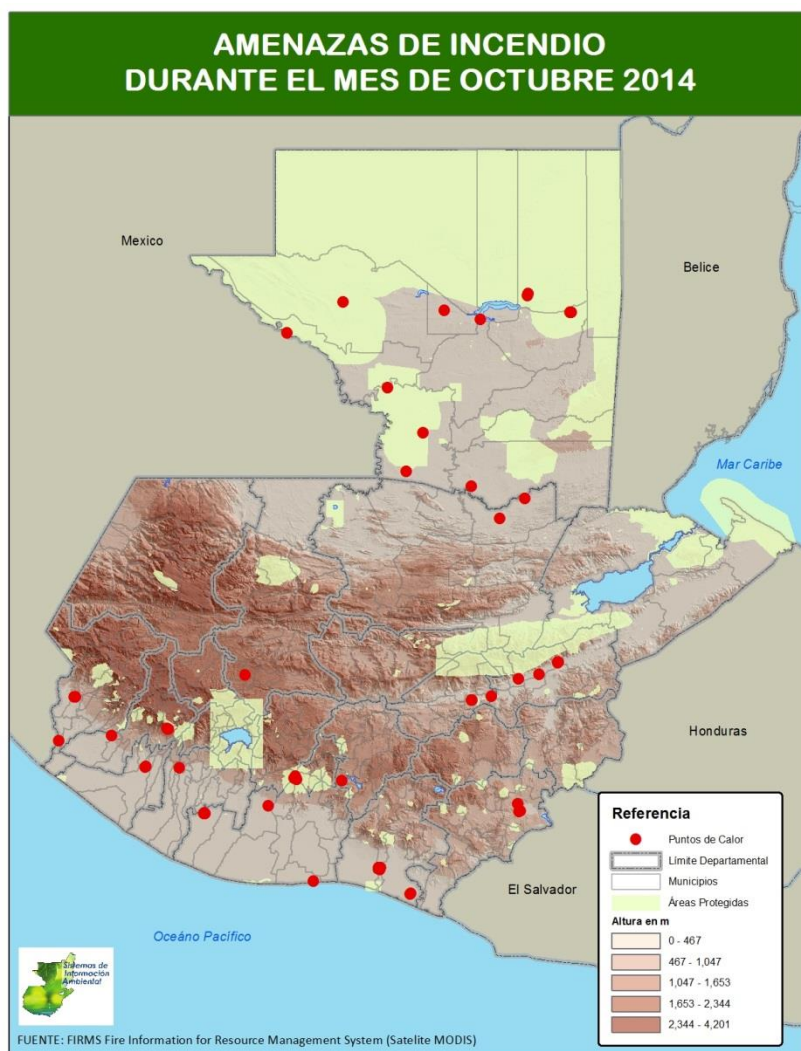 AMENAZAS DE INCENDIO
DURANTE EL MES DE OCTUBRE 2014
Mexico
Belice
Mar Caribe
Honduras
El Salvador
Oceáno Pacífico
Referencia
Puntos de Calor
Límite Departamental
Municipios
Áreas Protegidas
Altura en m
0 - 467
467 - 1,047
1,047 - 1,653
1,653 - 2,344
2,344 - 4,201
Sistemas de
Información
Ambiental
FUENTE: FIRMS Fire Information for Resource Management System (Satelite MODIS)